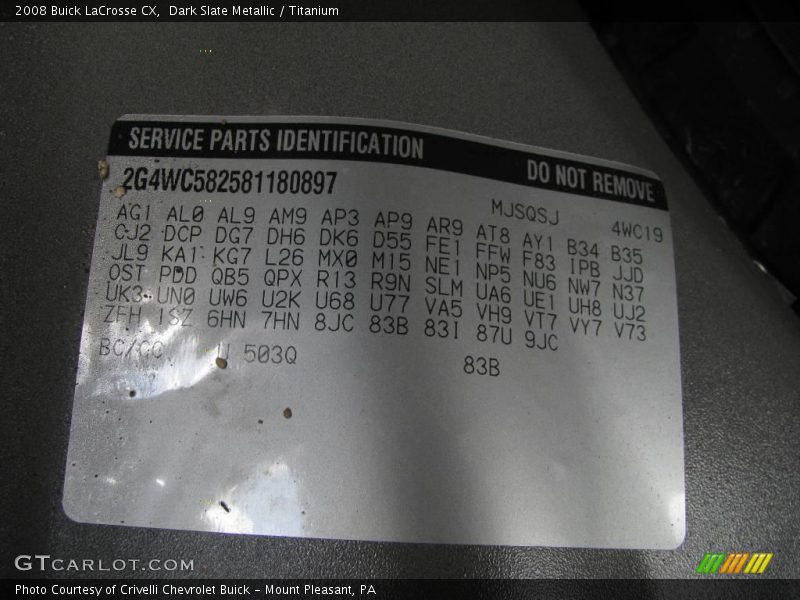 2008 Buick LaCrosse CX,  Dark Slate Metallic / Titanium
SERVICE PARTS IDENTIFICATION DO NOT REMOVE
2G4WC582581180897 MJSQSJ 4WC19
AG1 AL0 AL9 AM9 AP3 AP9 AR9 AT8 AY1 B34 B35
CJ2 DCP DG7 DH6 DK6 D55 FE1 FFW F83 IPB JJD
JL9 KA1 KG7 L26 MX0 M15 NE1 NP5 NU6 NW7 N37
OST PDD QB5 QPX R13 R9N SLM UA6 UE1 UH8 UJ2
UK3 UN0 UW6 U2K U68 U77 VA5 VH9 VT7 VY7 V73
ZFH 1SZ 6HN 7HN 8JC 83B 83I 87U 9JC
BC/CC U 503Q 83B
GTCARLOT.COM
Photo Courtesy of Crivelli Chevrolet Buick - Mount Pleasant, PA